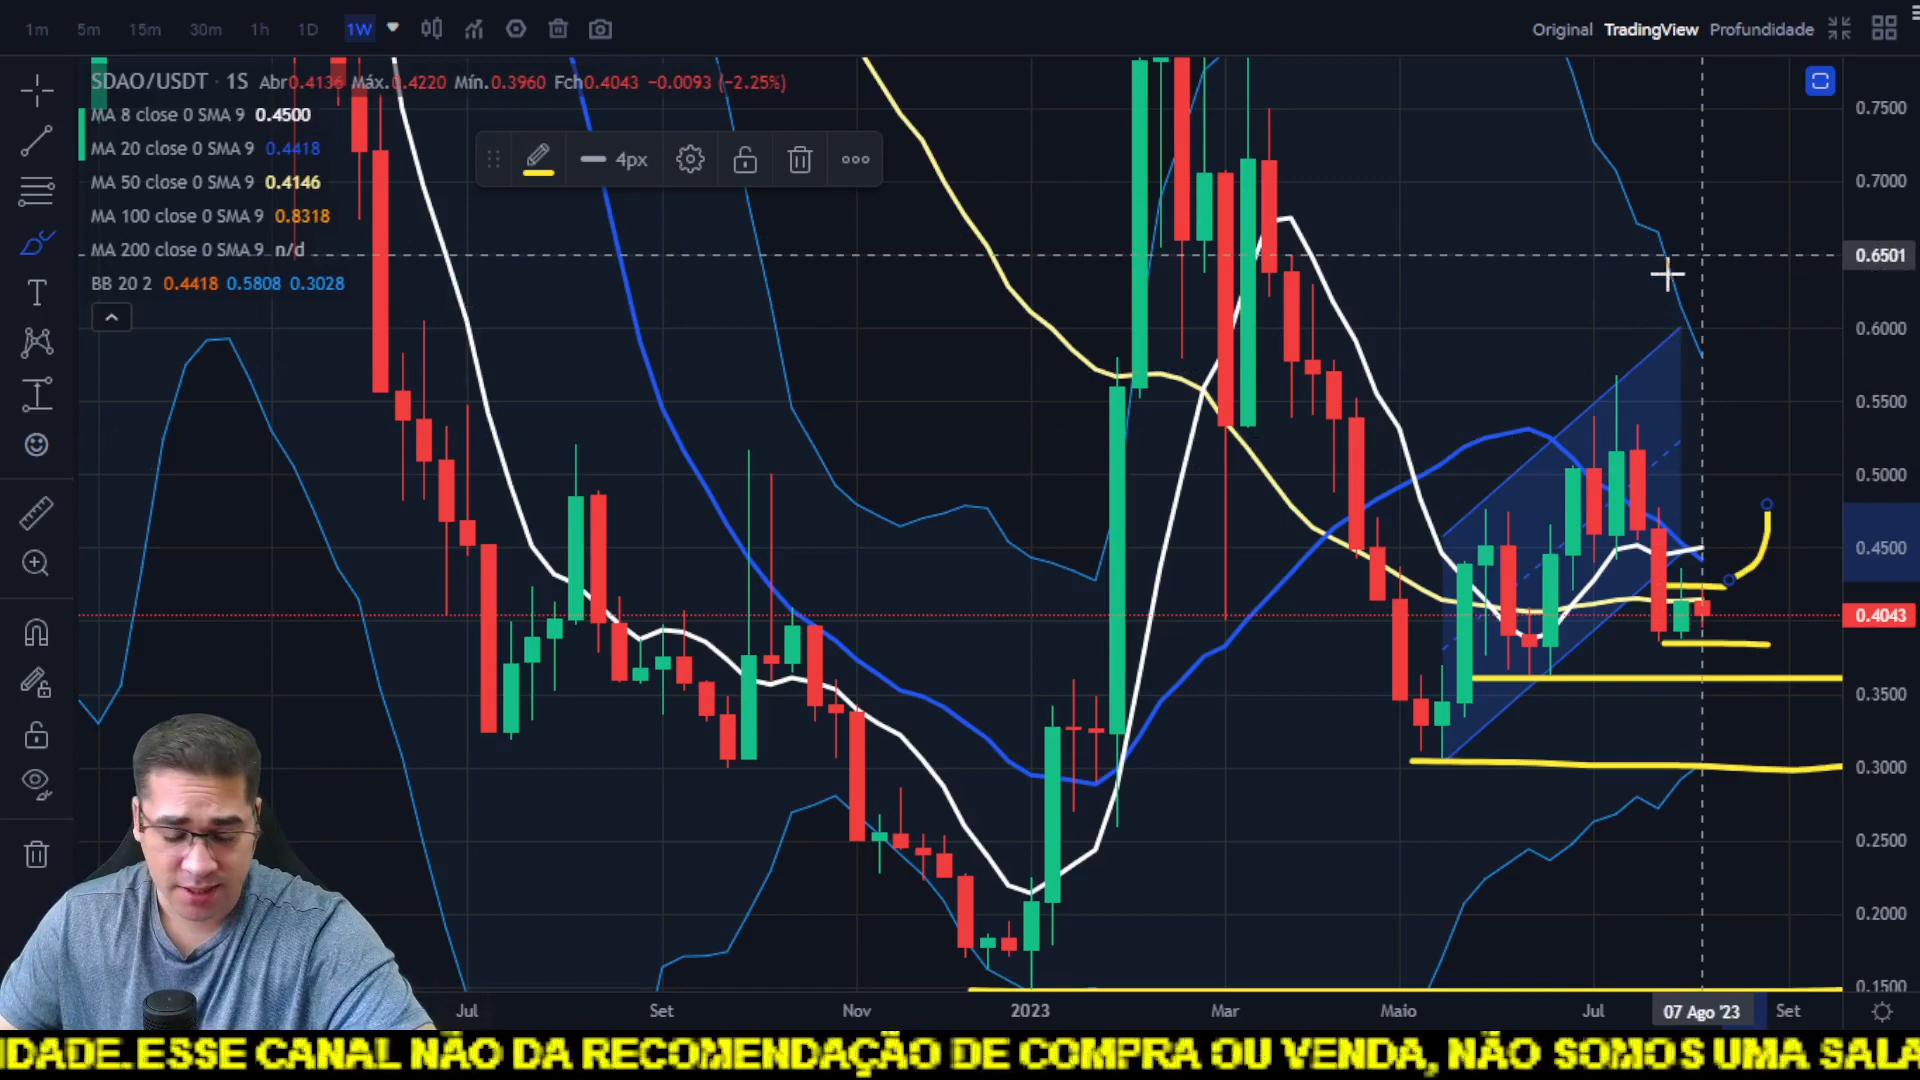 1m 5m 15m 30m 1h 1D 1W
Original TradingView Profundidade
SDAO/USDT · 1S Abr0.4136 Máx.0.4220 Mín.0.3960 Fch0.4043 −0.0093 (−2.25%)
MA 8 close 0 SMA 9 0.4500
MA 20 close 0 SMA 9 0.4418
MA 50 close 0 SMA 9 0.4146
MA 100 close 0 SMA 9 0.8318
MA 200 close 0 SMA 9 n/d
BB 20 2 0.4418 0.5808 0.3028
4px
0.7500
0.7000
0.6501
0.6000
0.5500
0.5000
0.4500
0.4043
0.3500
0.3000
0.2500
0.2000
0.1500
Jul Set Nov 2023 Mar Maio Jul 07 Ago '23 Set
IDADE.ESSE CANAL NÃO DA RECOMENDAÇÃO DE COMPRA OU VENDA, NÃO SOMOS UMA SALA